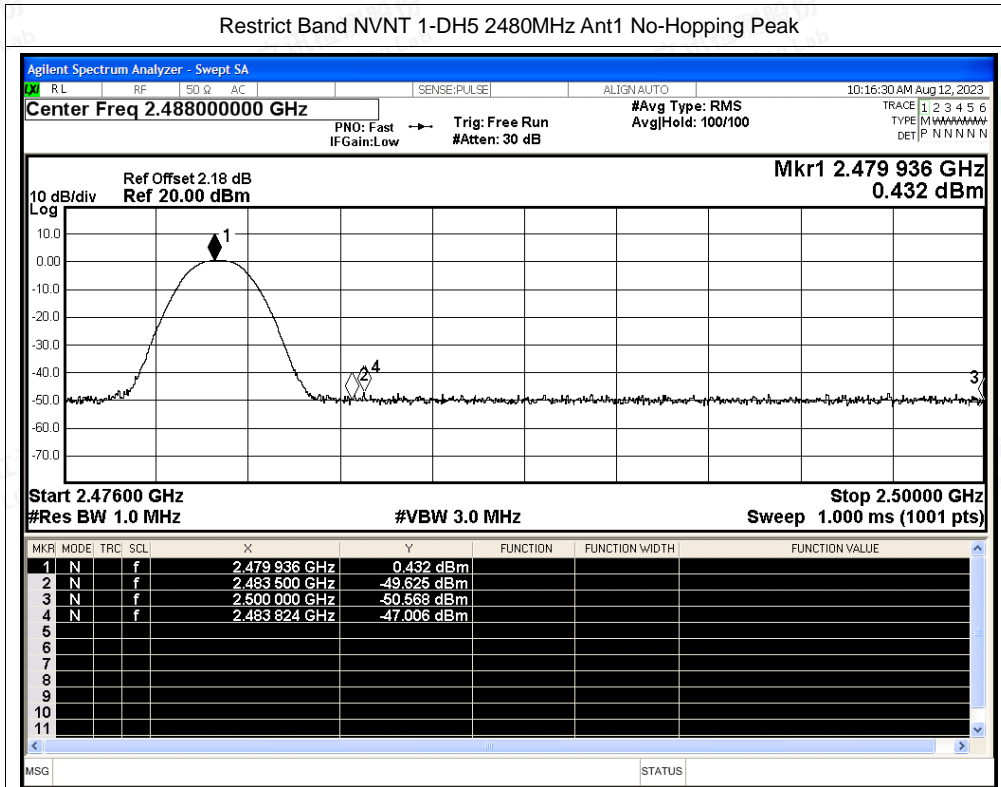 Restrict Band NVNT 1-DH5 2480MHz Ant1 No-Hopping Peak
Agilent Spectrum Analyzer - Swept SA
LXI RL RF 50 Ω AC SENSE:PULSE ALIGN AUTO 10:16:30 AM Aug 12, 2023
Center Freq 2.488000000 GHz #Avg Type: RMS TRACE 1 2 3 4 5 6
PNO: Fast Trig: Free Run Avg|Hold: 100/100 TYPE M WWWWW
IFGain:Low #Atten: 30 dB DET P N N N N N
Mkr1 2.479 936 GHz
Ref Offset 2.18 dB
10 dB/div Ref 20.00 dBm 0.432 dBm
Log
10.0
1
0.00
-10.0
-20.0
-30.0
-40.0
2 4 3
-50.0
-60.0
-70.0
Start 2.47600 GHz Stop 2.50000 GHz
#Res BW 1.0 MHz #VBW 3.0 MHz Sweep 1.000 ms (1001 pts)
MKR MODE TRC SCL X Y FUNCTION FUNCTION WIDTH FUNCTION VALUE
1 N f 2.479 936 GHz 0.432 dBm
2 N f 2.483 500 GHz -49.625 dBm
3 N f 2.500 000 GHz -50.568 dBm
4 N f 2.483 824 GHz -47.006 dBm
5
6
7
8
9
10
11
MSG STATUS